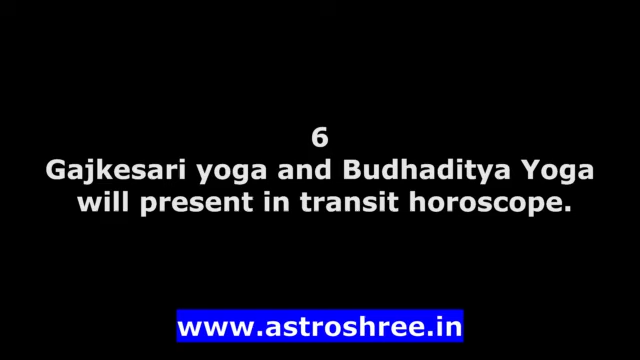 6
Gajkesari yoga and Budhaditya Yoga
will present in transit horoscope.
www.astroshree.in